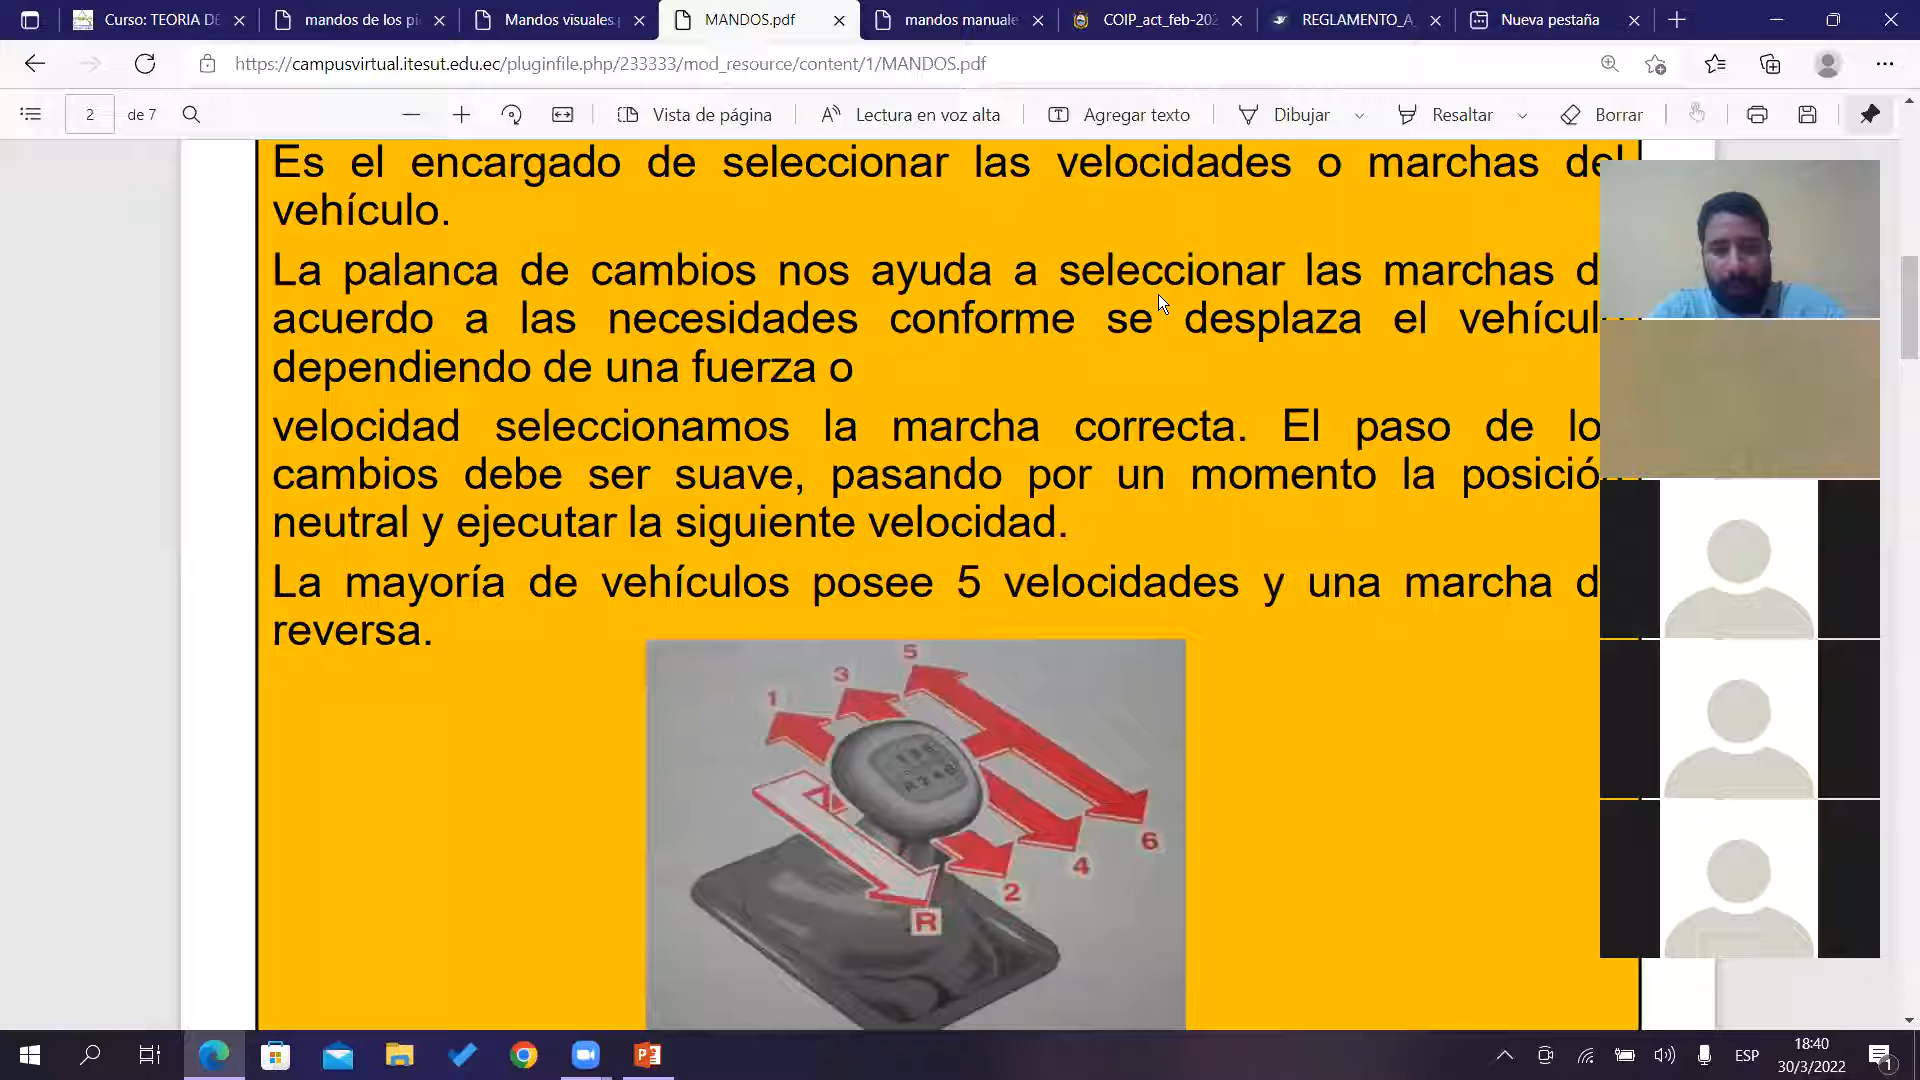 Curso: TEORIA DE
mandos de los pi
Mandos visuales.p
MANDOS.pdf
mandos manuale
COIP_act_feb-202
REGLAMENTO_A
Nueva pestaña
https://campusvirtual.itesut.edu.ec/pluginfile.php/233333/mod_resource/content/1/MANDOS.pdf
2 de 7
Vista de página
Lectura en voz alta
Agregar texto
Dibujar
Resaltar
Borrar
Es el encargado de seleccionar las velocidades o marchas del
vehículo.
La palanca de cambios nos ayuda a seleccionar las marchas d
acuerdo a las necesidades conforme se desplaza el vehícul
dependiendo de una fuerza o
velocidad seleccionamos la marcha correcta. El paso de lo
cambios debe ser suave, pasando por un momento la posició
neutral y ejecutar la siguiente velocidad.
La mayoría de vehículos posee 5 velocidades y una marcha d
reversa.
5
3
1
6
4
2
R
ESP
18:40
30/3/2022
1